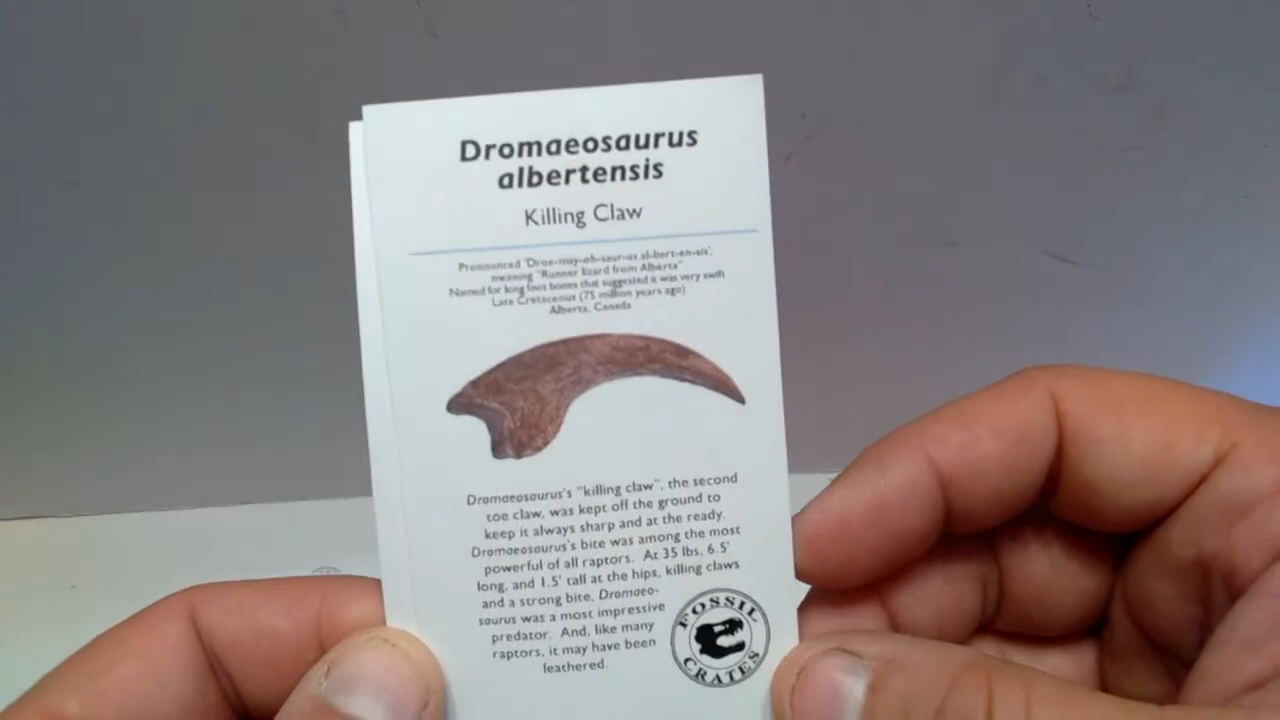 Dromaeosaurus
albertensis
Killing Claw
Pronounced 'Droe-may-oh-saur-us al-bert-en-sis',
meaning "Runner lizard from Alberta"
Named for long foot bones that suggested it was very swift
Late Cretaceous (75 million years ago)
Alberta, Canada
Dromaeosaurus's "killing claw", the second
toe claw, was kept off the ground to
keep it always sharp and at the ready.
Dromaeosaurus's bite was among the most
powerful of all raptors. At 35 lbs, 6.5'
long, and 1.5' tall at the hips, killing claws
and a strong bite, Dromaeo-
saurus was a most impressive
predator. And, like many
raptors, it may have been
feathered.
FOSSIL
CRATES